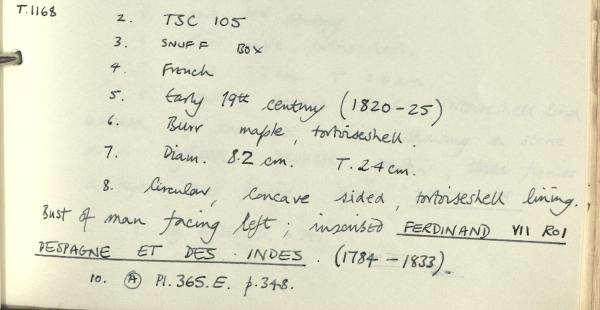 T.1168
2. TSC 105
3. SNUFF BOX
4. French
5. Early 19th century (1820-25)
6. Burr maple, tortoiseshell.
7. Diam. 8.2 cm. T. 2.4 cm.
8. Circular, concave sided, tortoiseshell lining.
Bust of man facing left; inscribed FERDINAND VII ROI
DESPAGNE ET DES INDES. (1784-1833)
10. (A) Pl. 365.E. p.348.